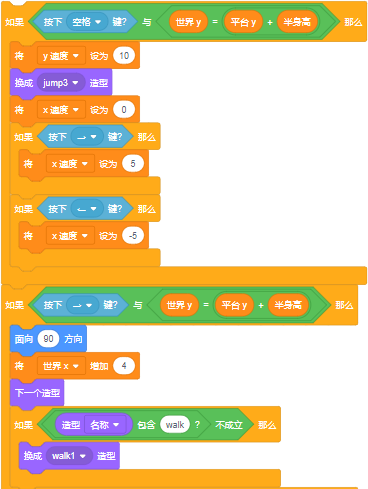 如果 按下 空格 键? 与 世界 y = 平台 y + 半身高 那么
将 y 速度 设为 10
换成 jump3 造型
将 x 速度 设为 0
如果 按下 → 键? 那么
将 x 速度 设为 5
如果 按下 ← 键? 那么
将 x 速度 设为 -5
如果 按下 → 键? 与 世界 y = 平台 y + 半身高 那么
面向 90 方向
将 世界 x 增加 4
下一个造型
如果 造型 名称 包含 walk ? 不成立 那么
换成 walk1 造型